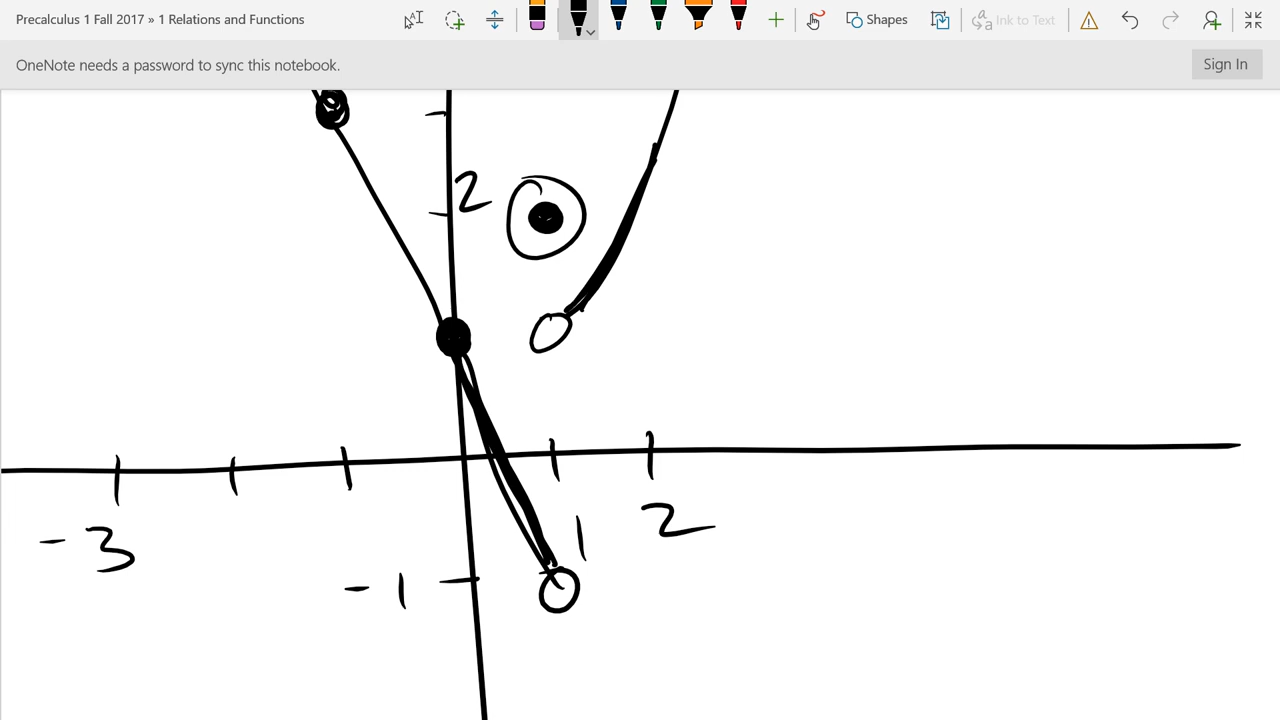 Precalculus 1 Fall 2017 » 1 Relations and Functions
Ink to Text
Shapes
OneNote needs a password to sync this notebook.
Sign In
2
-3
1
2
-1